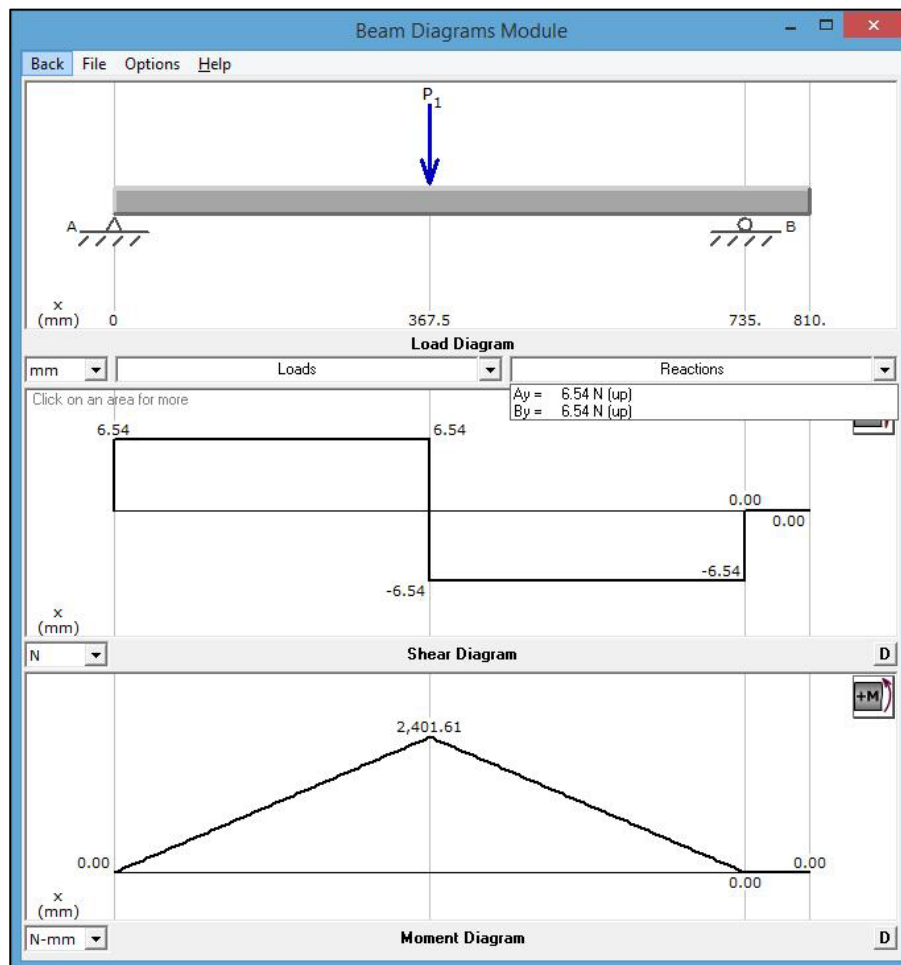 Beam Diagrams Module
Back File Options Help
P1
A B
x
(mm) 0 367.5 735. 810.
Load Diagram
mm Loads Reactions
Click on an area for more
Ay = 6.54 N (up)
By = 6.54 N (up)
6.54 6.54
0.00
0.00
-6.54 -6.54
x
(mm)
N Shear Diagram D
+M
2,401.61
0.00 0.00
0.00
x
(mm)
N-mm Moment Diagram D